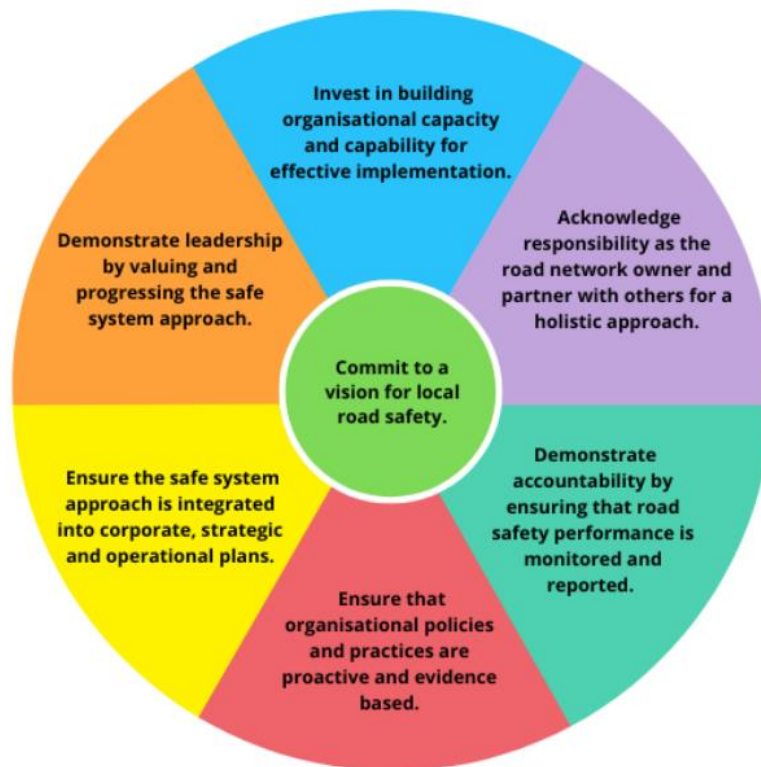 Invest in building
organisational capacity
and capability for
effective implementation.
Acknowledge
responsibility as the
road network owner and
partner with others for a
holistic approach.
Demonstrate
accountability by
ensuring that road
safety performance is
monitored and
reported.
Ensure that
organisational policies
and practices are
proactive and evidence
based.
Ensure the safe system
approach is integrated
into corporate, strategic
and operational plans.
Demonstrate leadership
by valuing and
progressing the safe
system approach.
Commit to a
vision for local
road safety.